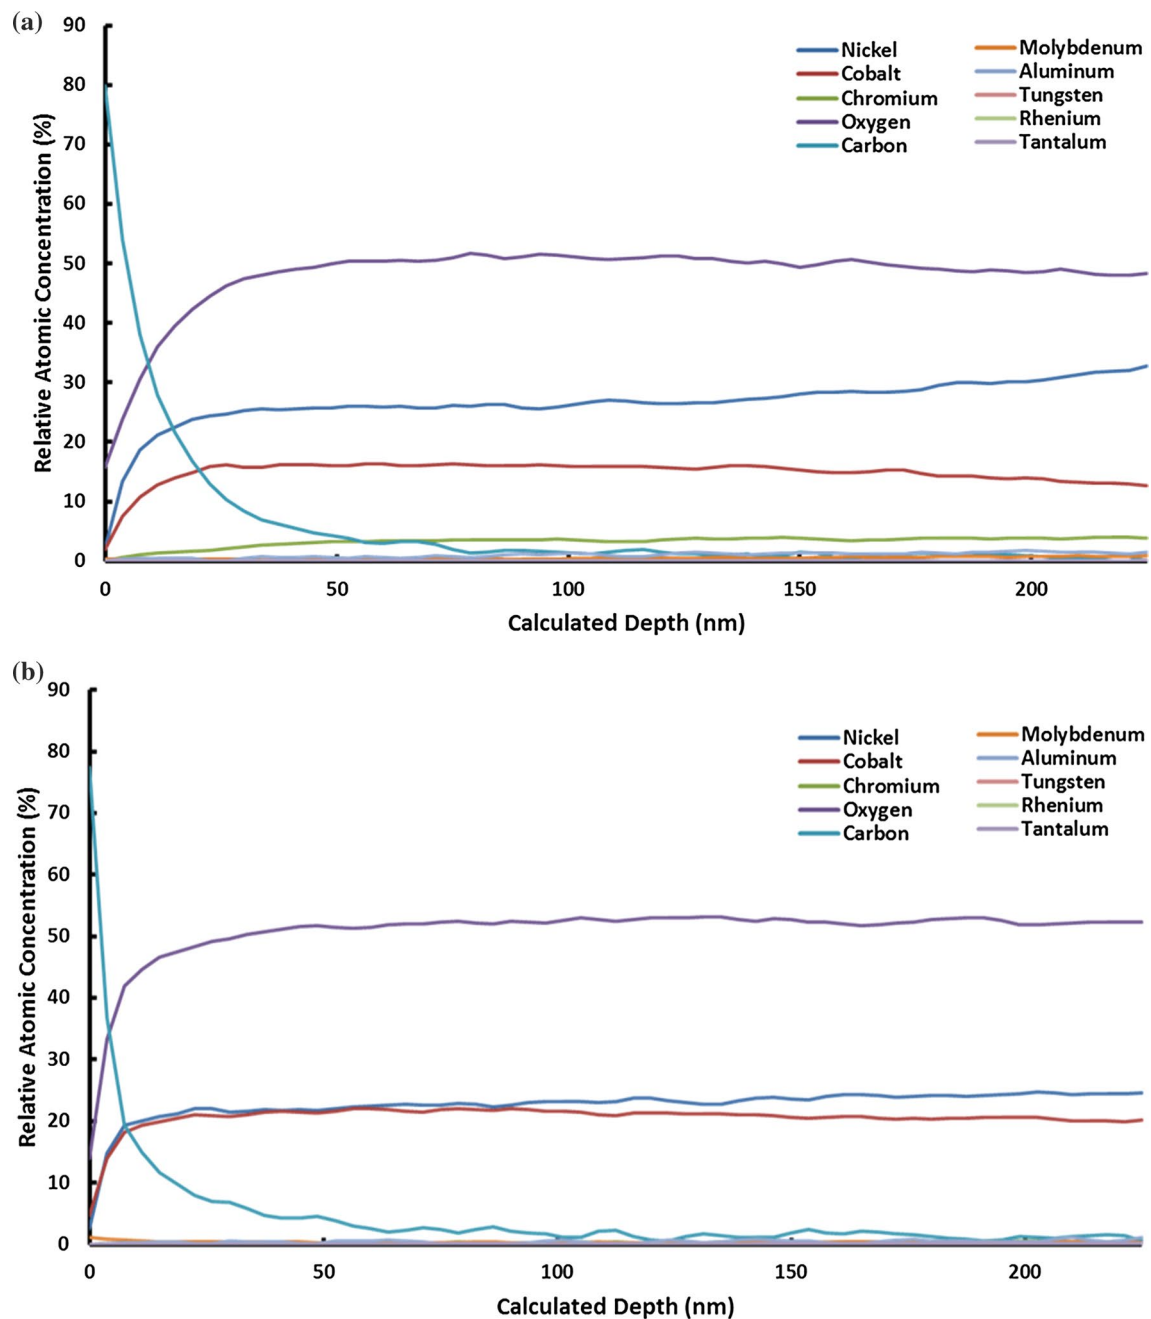 (a)
90
80
70
60
50
40
30
20
10
0
Relative Atomic Concentration (%)
Nickel
Cobalt
Chromium
Oxygen
Carbon
Molybdenum
Aluminum
Tungsten
Rhenium
Tantalum
0 50 100 150 200
Calculated Depth (nm)
(b)
90
80
70
60
50
40
30
20
10
0
Relative Atomic Concentration (%)
Nickel
Cobalt
Chromium
Oxygen
Carbon
Molybdenum
Aluminum
Tungsten
Rhenium
Tantalum
0 50 100 150 200
Calculated Depth (nm)